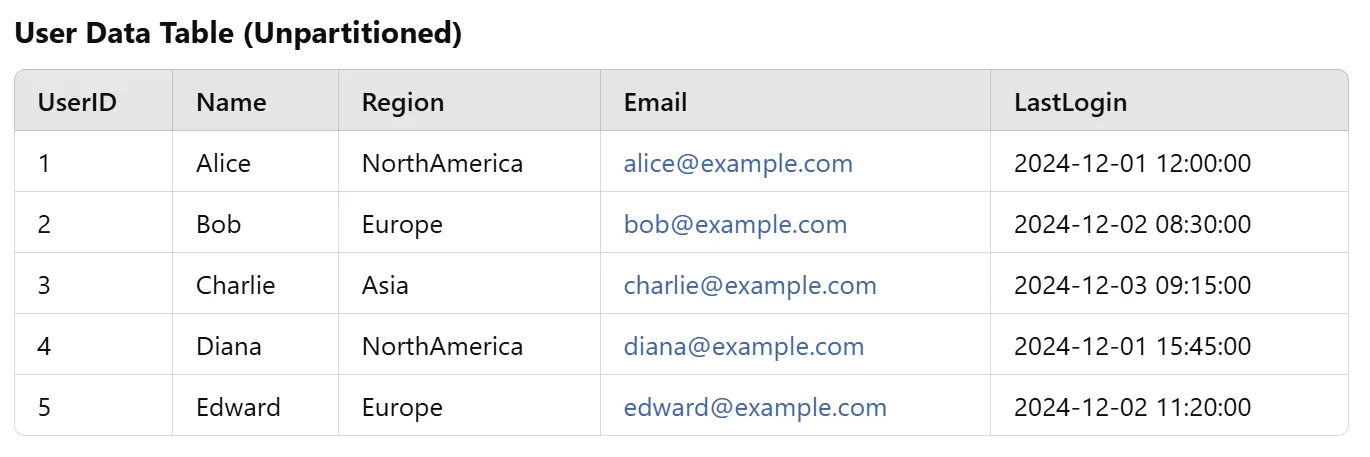 User Data Table (Unpartitioned)
UserID Name Region Email LastLogin
1 Alice NorthAmerica alice@example.com 2024-12-01 12:00:00
2 Bob Europe bob@example.com 2024-12-02 08:30:00
3 Charlie Asia charlie@example.com 2024-12-03 09:15:00
4 Diana NorthAmerica diana@example.com 2024-12-01 15:45:00
5 Edward Europe edward@example.com 2024-12-02 11:20:00